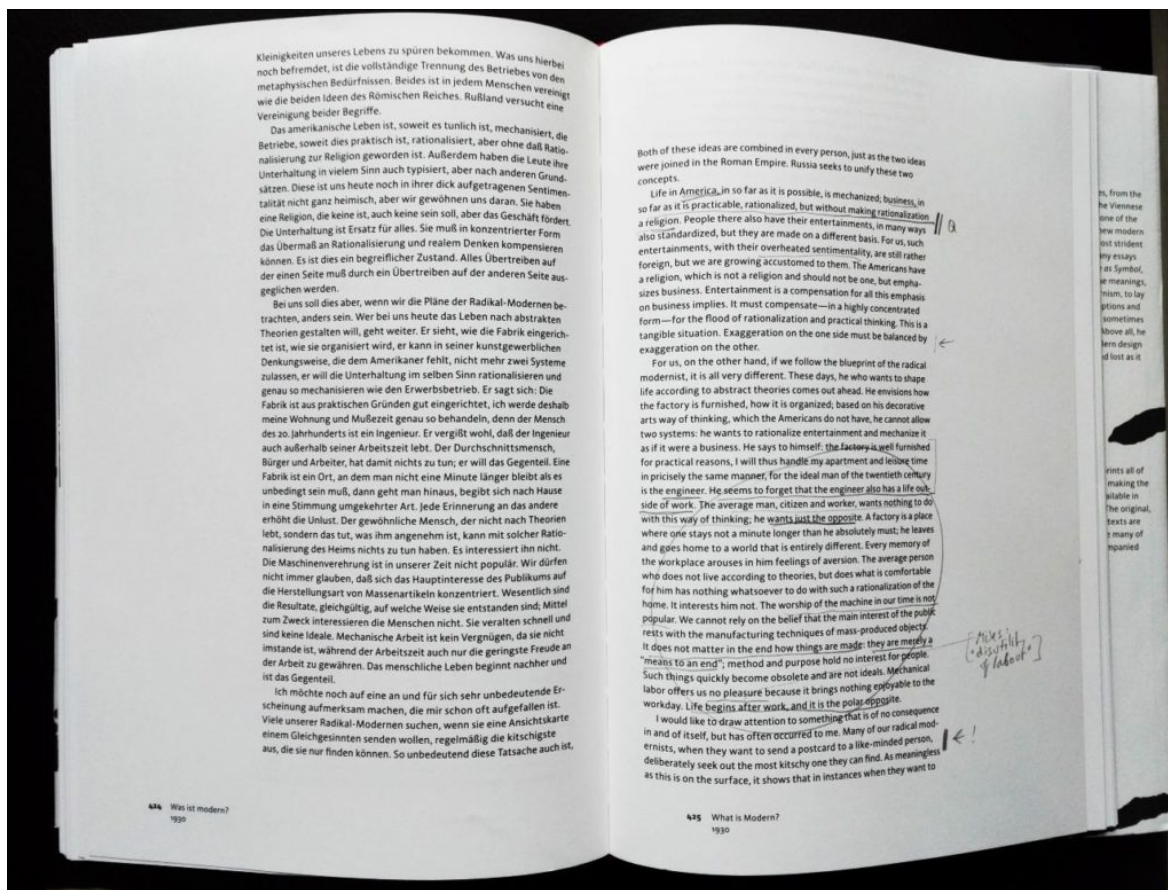 Kleinigkeiten unseres Lebens zu spüren bekommen. Was uns hierbei
noch befremdet, ist die vollständige Trennung des Betriebes von den
metaphysischen Bedürfnissen. Beides ist in jedem Menschen vereinigt
wie die beiden Ideen des Römischen Reiches. Rußland versucht eine
Vereinigung beider Begriffe.
Das amerikanische Leben ist, soweit es tunlich ist, mechanisiert, die
Betriebe, soweit dies praktisch ist, rationalisiert, aber ohne daß Ratio-
nalisierung zur Religion geworden ist. Außerdem haben die Leute ihre
Unterhaltung in vielem Sinn auch typisiert, aber nach anderen Grund-
sätzen. Diese ist uns heute noch in ihrer dick aufgetragenen Sentimen-
talität nicht ganz heimisch, aber wir gewöhnen uns daran. Sie haben
eine Religion, die keine ist, auch keine sein soll, aber das Geschäft fördert.
Die Unterhaltung ist Ersatz für alles. Sie muß in konzentrierter Form
das Übermaß an Rationalisierung und realem Denken kompensieren
können. Es ist dies ein begreiflicher Zustand. Alles Übertreiben auf
der einen Seite muß durch ein Übertreiben auf der anderen Seite aus-
geglichen werden.
Bei uns soll dies aber, wenn wir die Pläne der Radikal-Modernen be-
trachten, anders sein. Wer bei uns heute das Leben nach abstrakten
Theorien gestalten will, geht weiter. Er sieht, wie die Fabrik eingerich-
tet ist, wie sie organisiert wird, er kann in seiner kunstgewerblichen
Denkungsweise, die dem Amerikaner fehlt, nicht mehr zwei Systeme
zulassen, er will die Unterhaltung im selben Sinn rationalisieren und
genau so mechanisieren wie den Erwerbsbetrieb. Er sagt sich: Die
Fabrik ist aus praktischen Gründen gut eingerichtet, ich werde deshalb
meine Wohnung und Mußezeit genau so behandeln, denn der Mensch
des 20. Jahrhunderts ist ein Ingenieur. Er vergißt wohl, daß der Ingenieur
auch außerhalb seiner Arbeitszeit lebt. Der Durchschnittsmensch,
Bürger und Arbeiter, hat damit nichts zu tun; er will das Gegenteil. Eine
Fabrik ist ein Ort, an dem man nicht eine Minute länger bleibt als es
unbedingt sein muß, dann geht man hinaus, begibt sich nach Hause
in eine Stimmung umgekehrter Art. Jede Erinnerung an das andere
erhöht die Unlust. Der gewöhnliche Mensch, der nicht nach Theorien
lebt, sondern das tut, was ihm angenehm ist, kann mit solcher Ratio-
nalisierung des Heims nichts zu tun haben. Es interessiert ihn nicht.
Die Maschinenverehrung ist in unserer Zeit nicht populär. Wir dürfen
nicht immer glauben, daß sich das Hauptinteresse des Publikums auf
die Herstellungsart von Massenartikeln konzentriert. Wesentlich sind
die Resultate, gleichgültig, auf welche Weise sie entstanden sind; Mittel
zum Zweck interessieren die Menschen nicht. Sie veralten schnell und
sind keine Ideale. Mechanische Arbeit ist kein Vergnügen, da sie nicht
imstande ist, während der Arbeitszeit auch nur die geringste Freude an
der Arbeit zu gewähren. Das menschliche Leben beginnt nachher und
ist das Gegenteil.
Ich möchte noch auf eine an und für sich sehr unbedeutende Er-
scheinung aufmerksam machen, die mir schon oft aufgefallen ist.
Viele unserer Radikal-Modernen suchen, wenn sie eine Ansichtskarte
einem Gleichgesinnten senden wollen, regelmäßig die kitschigste
aus, die sie nur finden können. So unbedeutend diese Tatsache auch ist,
424 Was ist modern?
1930
Both of these ideas are combined in every person, just as the two ideas
were joined in the Roman Empire. Russia seeks to unify these two
concepts.
Life in America, in so far as it is possible, is mechanized; business, in
so far as it is practicable, rationalized, but without making rationalization
a religion. People there also have their entertainments, in many ways
also standardized, but they are made on a different basis. For us, such
entertainments, with their overheated sentimentality, are still rather
foreign, but we are growing accustomed to them. The Americans have
a religion, which is not a religion and should not be one, but empha-
sizes business. Entertainment is a compensation for all this emphasis
on business implies. It must compensate—in a highly concentrated
form—for the flood of rationalization and practical thinking. This is a
tangible situation. Exaggeration on the one side must be balanced by
exaggeration on the other.
For us, on the other hand, if we follow the blueprint of the radical
modernist, it is all very different. These days, he who wants to shape
life according to abstract theories comes out ahead. He envisions how
the factory is furnished, how it is organized; based on his decorative
arts way of thinking, which the Americans do not have, he cannot allow
two systems: he wants to rationalize entertainment and mechanize it
as if it were a business. He says to himself: the factory is well furnished
for practical reasons, I will thus handle my apartment and leisure time
in pricisely the same manner, for the ideal man of the twentieth century
is the engineer. He seems to forget that the engineer also has a life out-
side of work. The average man, citizen and worker, wants nothing to do
with this way of thinking; he wants just the opposite. A factory is a place
where one stays not a minute longer than he absolutely must; he leaves
and goes home to a world that is entirely different. Every memory of
the workplace arouses in him feelings of aversion. The average person
who does not live according to theories, but does what is comfortable
for him has nothing whatsoever to do with such a rationalization of the
home. It interests him not. The worship of the machine in our time is not
popular. We cannot rely on the belief that the main interest of the public
rests with the manufacturing techniques of mass-produced objects.
It does not matter in the end how things are made: they are merely a
"means to an end"; method and purpose hold no interest for people.
Such things quickly become obsolete and are not ideals. Mechanical
labor offers us no pleasure because it brings nothing enjoyable to the
workday. Life begins after work, and it is the polar opposite.
I would like to draw attention to something that is of no consequence
in and of itself, but has often occurred to me. Many of our radical mod-
ernists, when they want to send a postcard to a like-minded person,
deliberately seek out the most kitschy one they can find. As meaningless
as this is on the surface, it shows that in instances when they want to
425 What is Modern?
1930
Q
"disutility
of labour"
!
es, from the
he Viennese
one of the
new modern
ost strident
ny essays
as Symbol,
e meanings,
nism, to lay
ptions and
sometimes
Above all, he
ern design
d lost as it
rints all of
making the
ailable in
The original,
texts are
many of
mpanied